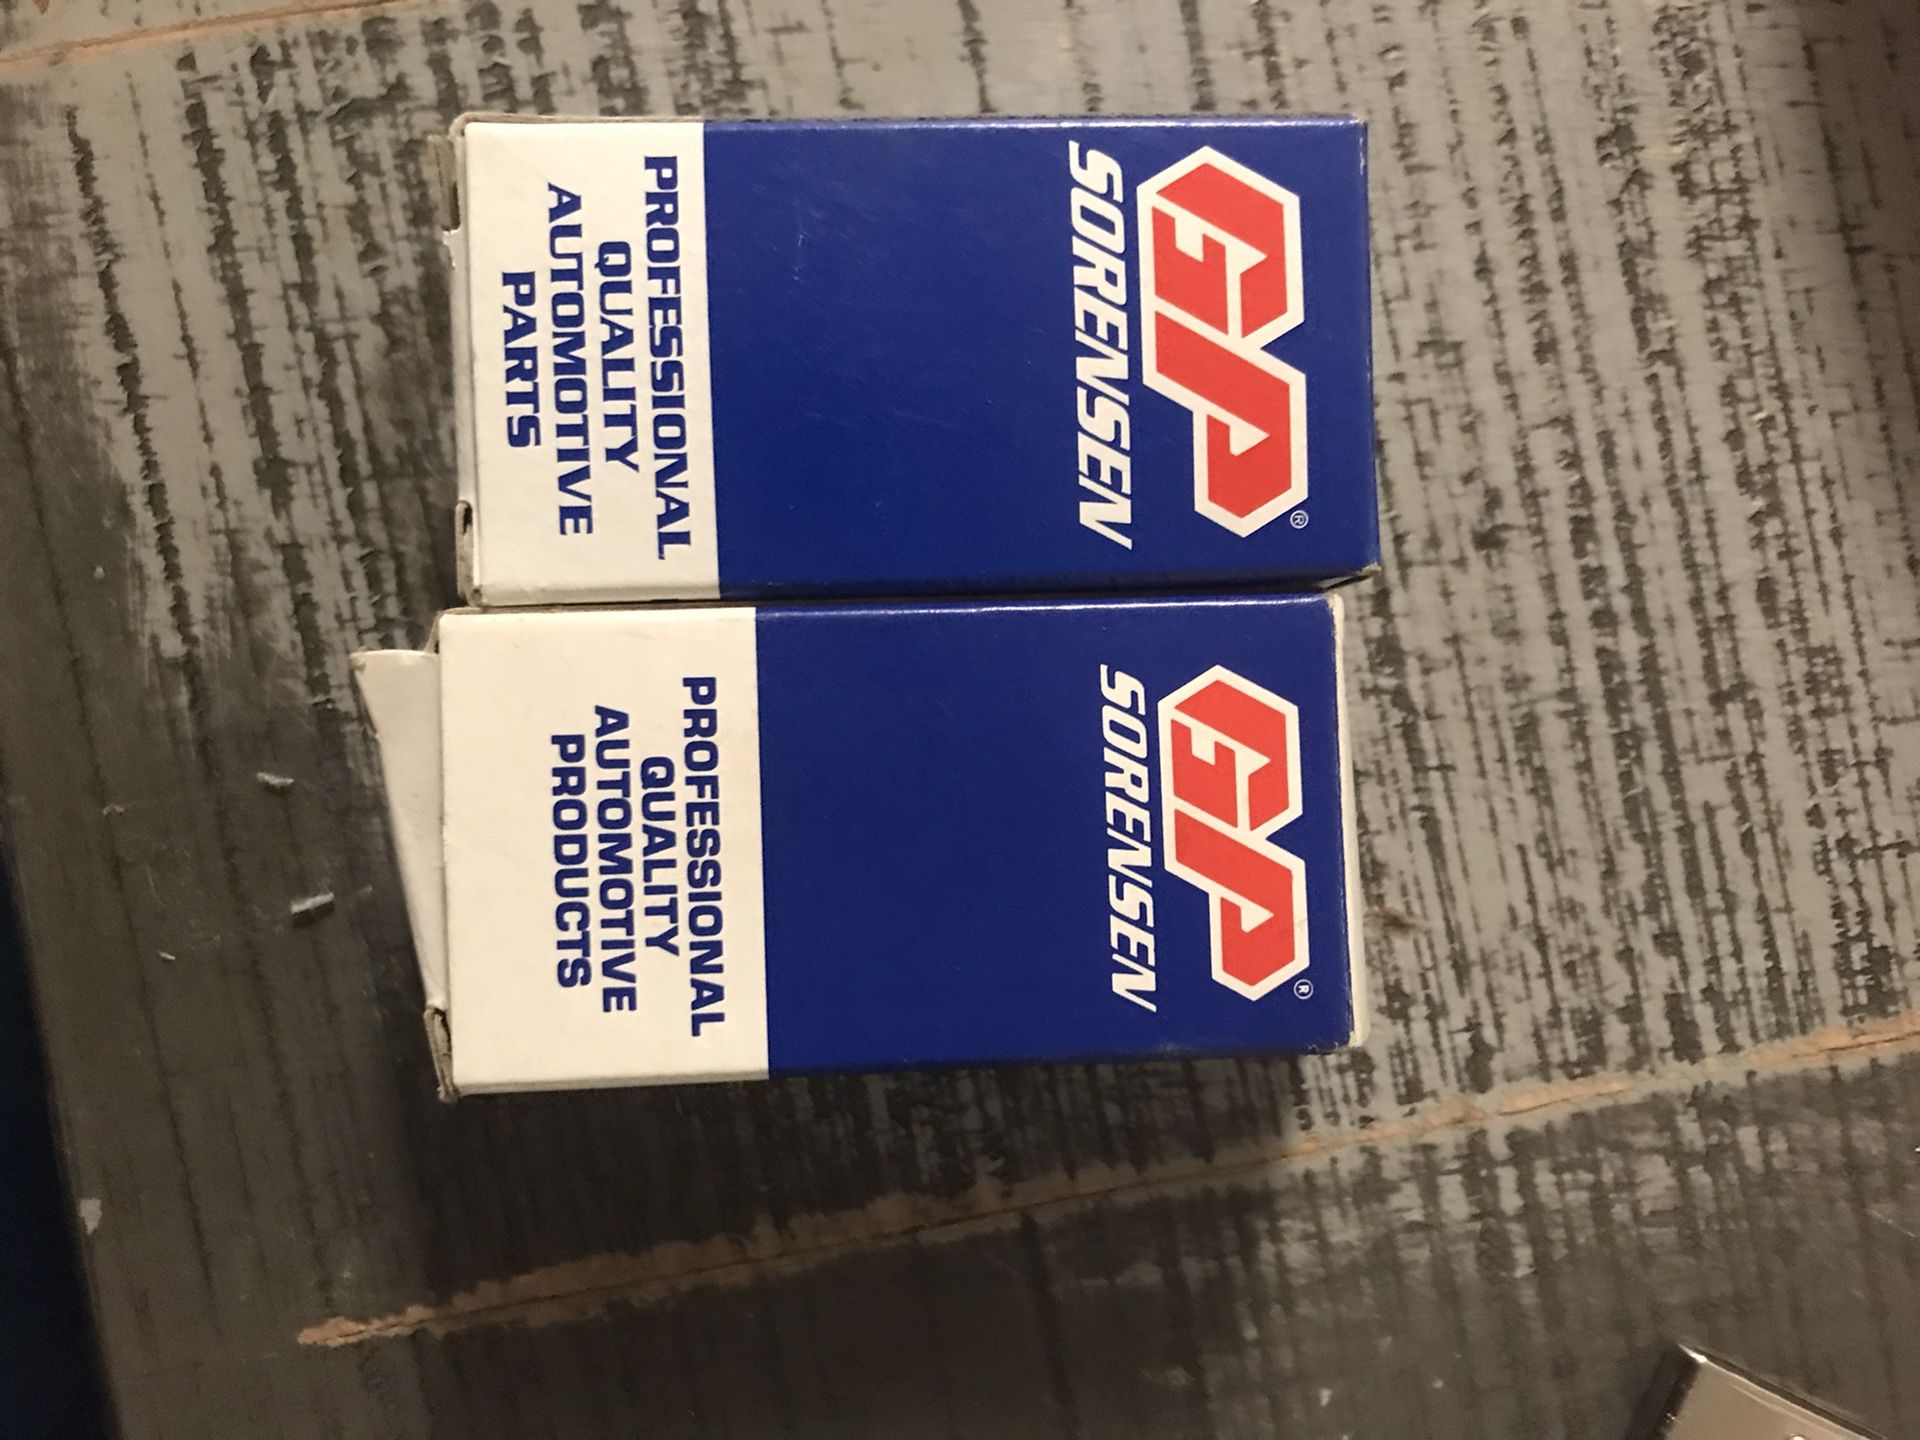 GP®
SORENSEN
PROFESSIONAL
QUALITY
AUTOMOTIVE
PARTS
GP®
SORENSEN
PROFESSIONAL
QUALITY
AUTOMOTIVE
PRODUCTS